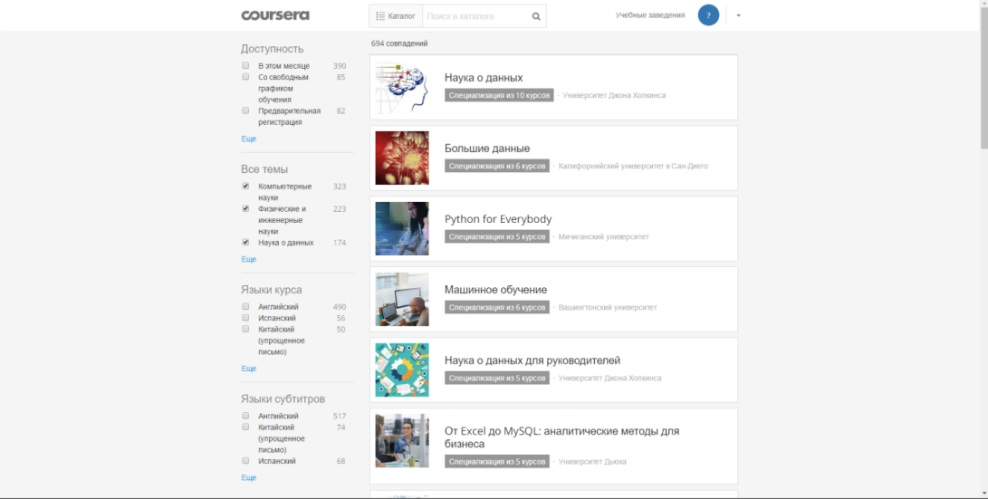 coursera
Каталог
Поиск в каталоге
Учебные заведения
?
Доступность
В этом месяце 390
Со свободным 85
графиком
обучения
Предварительная 82
регистрация
Еще
Все темы
Компьютерные 323
науки
Физические и 223
инженерные
науки
Наука о данных 174
Еще
Языки курса
Английский 490
Испанский 56
Китайский 50
(упрощенное
письмо)
Еще
Языки субтитров
Английский 517
Китайский 74
(упрощенное
письмо)
Испанский 68
Еще
694 совпадений
Наука о данных
Специализация из 10 курсов - Университет Джона Хопкинса
Большие данные
Специализация из 6 курсов - Калифорнийский университет в Сан-Диего
Python for Everybody
Специализация из 5 курсов - Мичиганский университет
Машинное обучение
Специализация из 6 курсов - Вашингтонский университет
Наука о данных для руководителей
Специализация из 5 курсов - Университет Джона Хопкинса
От Excel до MySQL: аналитические методы для
бизнеса
Специализация из 5 курсов - Университет Дьюка